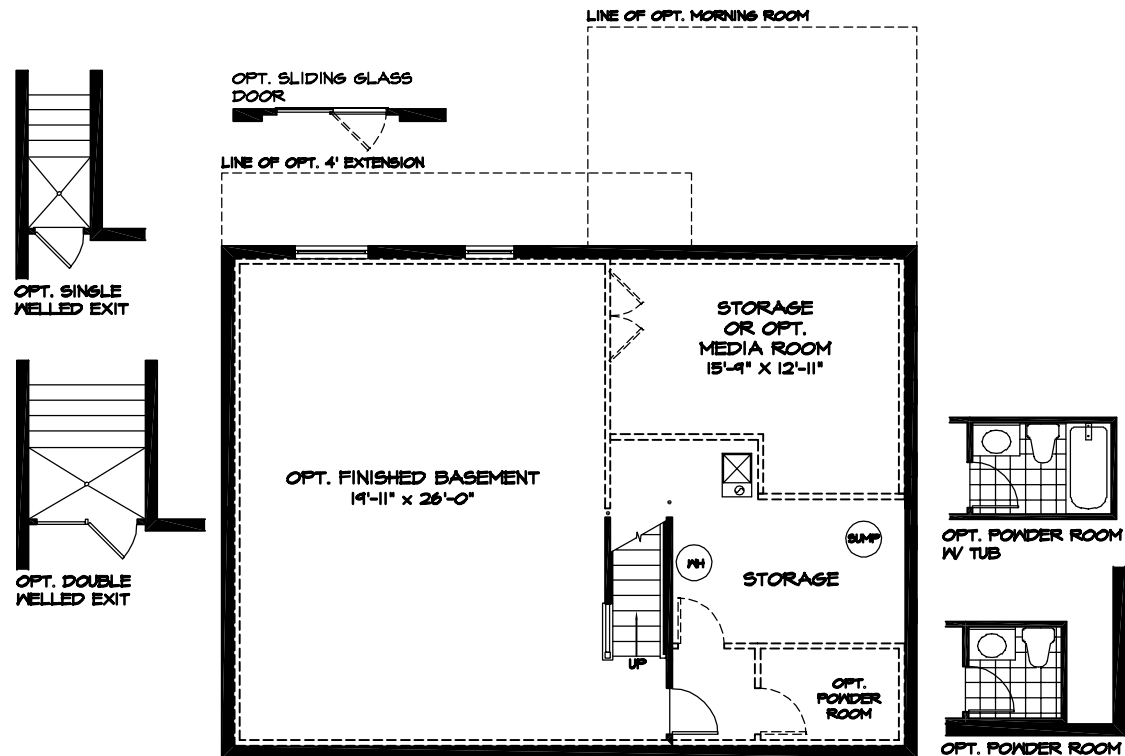 LINE OF OPT. MORNING ROOM
OPT. SLIDING GLASS
DOOR
LINE OF OPT. 4' EXTENSION
OPT. SINGLE
WELLED EXIT
STORAGE
OR OPT.
MEDIA ROOM
15'-9" X 12'-11"
OPT. FINISHED BASEMENT
19'-11" x 26'-0"
OPT. POWDER ROOM
W/ TUB
SUMP
WH
STORAGE
OPT. DOUBLE
WELLED EXIT
UP
OPT.
POWDER
ROOM
OPT. POWDER ROOM